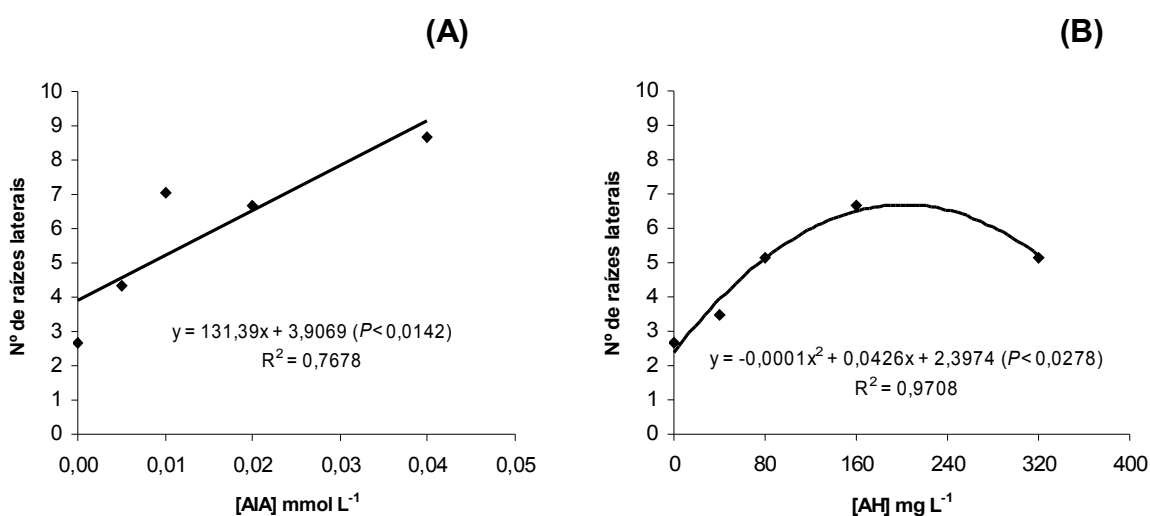 (A)
Nº de raízes laterais
10
9
8
7
6
5
4
3
2
1
0
y = 131,39x + 3,9069 (P< 0,0142)
R² = 0,7678
0,00 0,01 0,02 0,03 0,04 0,05
[AIA] mmol L⁻¹
(B)
Nº de raízes laterais
10
9
8
7
6
5
4
3
2
1
0
y = -0,0001x² + 0,0426x + 2,3974 (P< 0,0278)
R² = 0,9708
0 80 160 240 320 400
[AH] mg L⁻¹